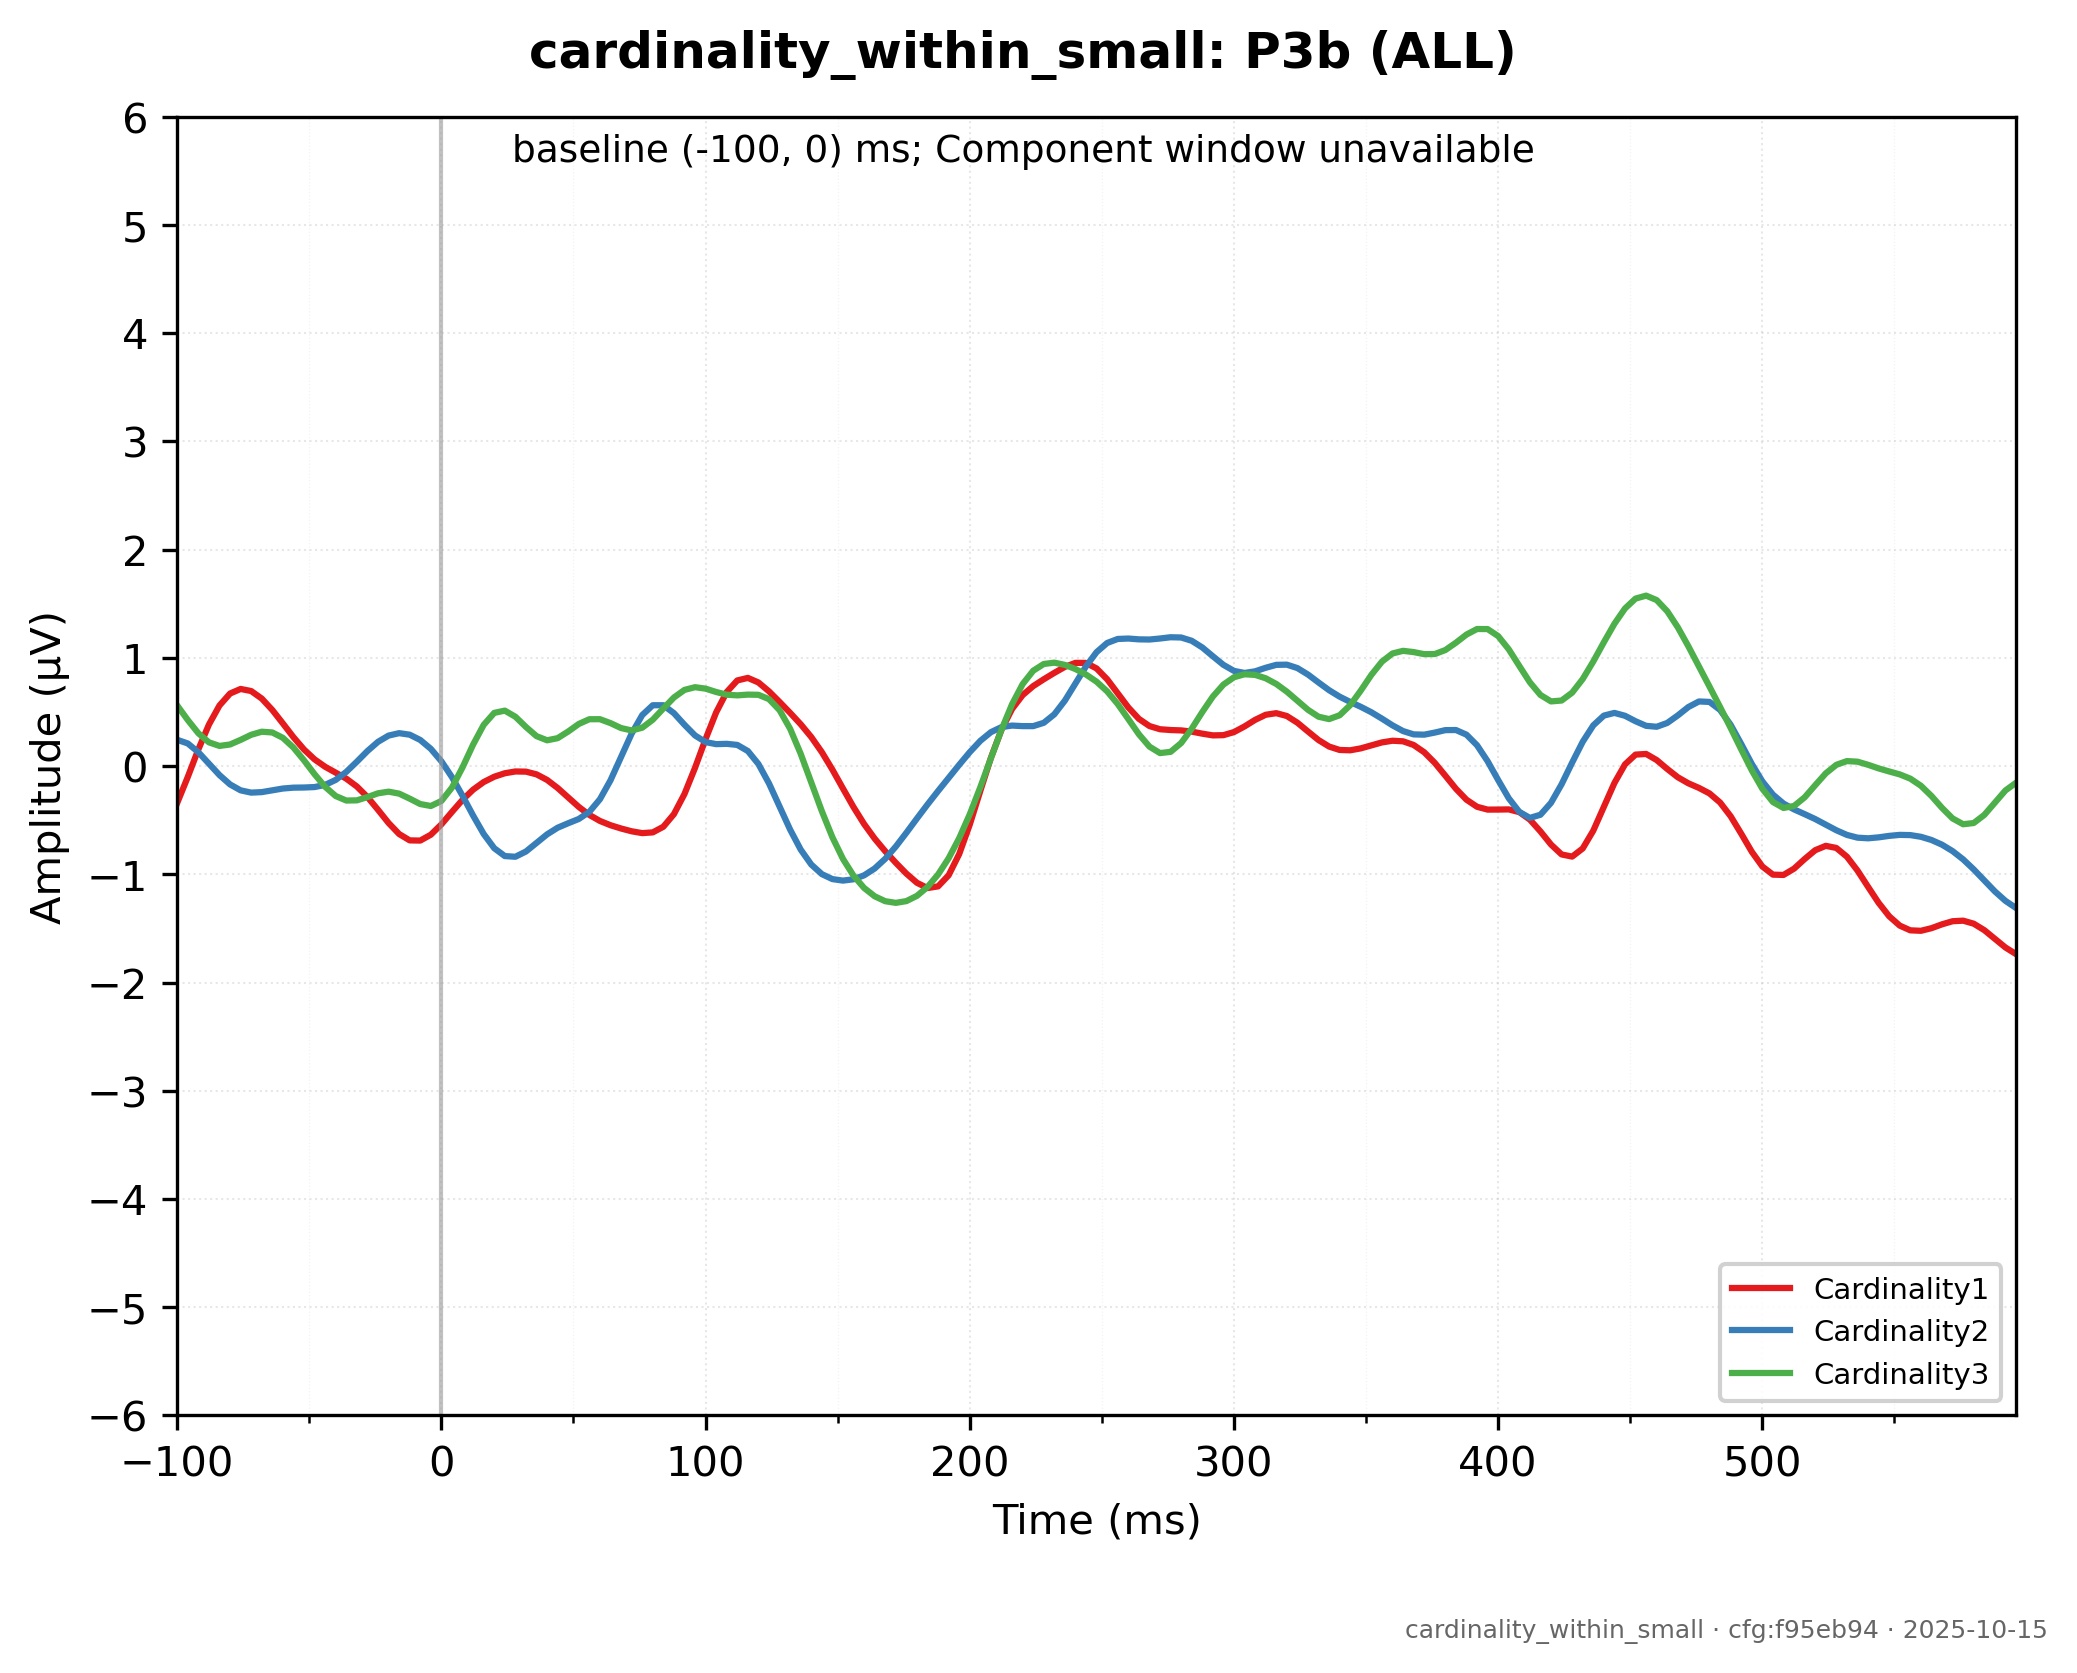 cardinality_within_small: P3b (ALL)
baseline (-100, 0) ms; Component window unavailable
6
5
4
3
2
1
0
−1
−2
−3
−4
−5
−6
Amplitude (µV)
−100 0 100 200 300 400 500
Time (ms)
Cardinality1
Cardinality2
Cardinality3
cardinality_within_small · cfg:f95eb94 · 2025-10-15